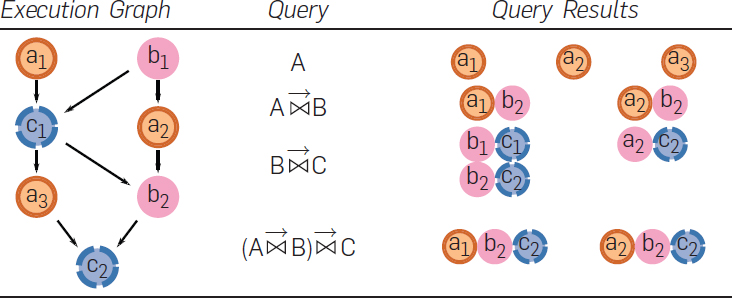 Execution Graph Query Query Results
a1 b1 A a1 a2 a3
c1 a2 A⋈⃗B a1 b2 a2 b2
B⋈⃗C b1 c1 a2 c2
a3 b2 b2 c2
c2 (A⋈⃗B)⋈⃗C a1 b2 c2 a2 b2 c2